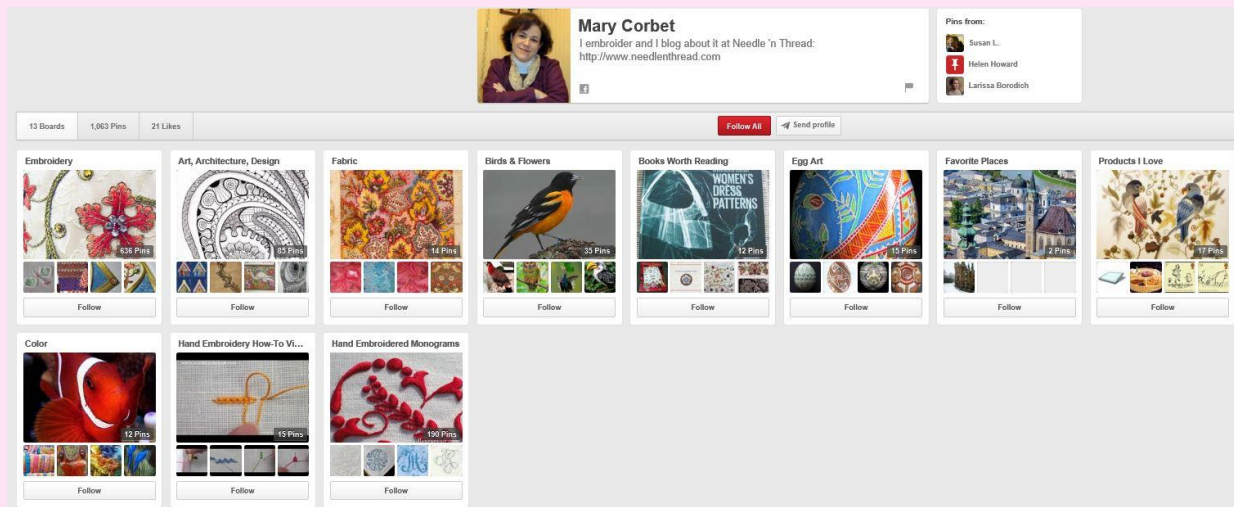 Mary Corbet
I embroider and I blog about it at Needle 'n Thread:
http://www.needlenthread.com
Pins from:
Susan L.
Helen Howard
Larissa Borodich
13 Boards
1,063 Pins
21 Likes
Follow All
Send profile
Embroidery
636 Pins
Follow
Art, Architecture, Design
85 Pins
Follow
Fabric
14 Pins
Follow
Birds & Flowers
35 Pins
Follow
Books Worth Reading
WOMEN'S
DRESS
PATTERNS
12 Pins
Follow
Egg Art
15 Pins
Follow
Favorite Places
2 Pins
Follow
Products I Love
17 Pins
Follow
Color
12 Pins
Follow
Hand Embroidery How-To Vi...
15 Pins
Follow
Hand Embroidered Monograms
190 Pins
Follow